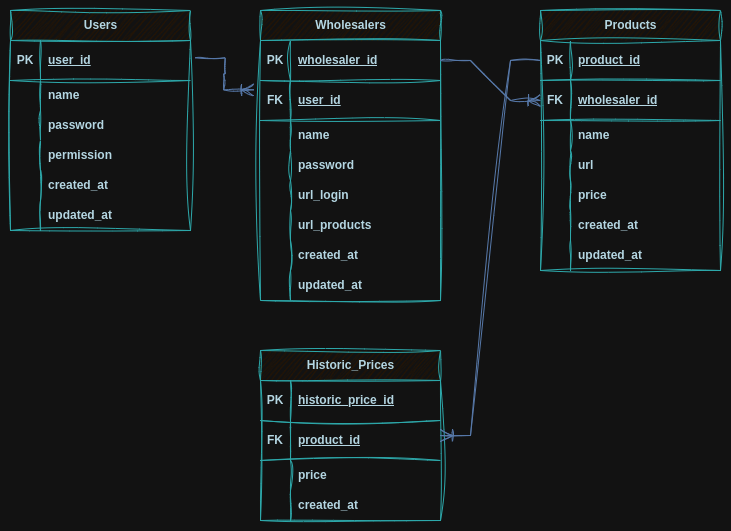 Users
PK user_id
name
password
permission
created_at
updated_at
Wholesalers
PK wholesaler_id
FK user_id
name
password
url_login
url_products
created_at
updated_at
Products
PK product_id
FK wholesaler_id
name
url
price
created_at
updated_at
Historic_Prices
PK historic_price_id
FK product_id
price
created_at